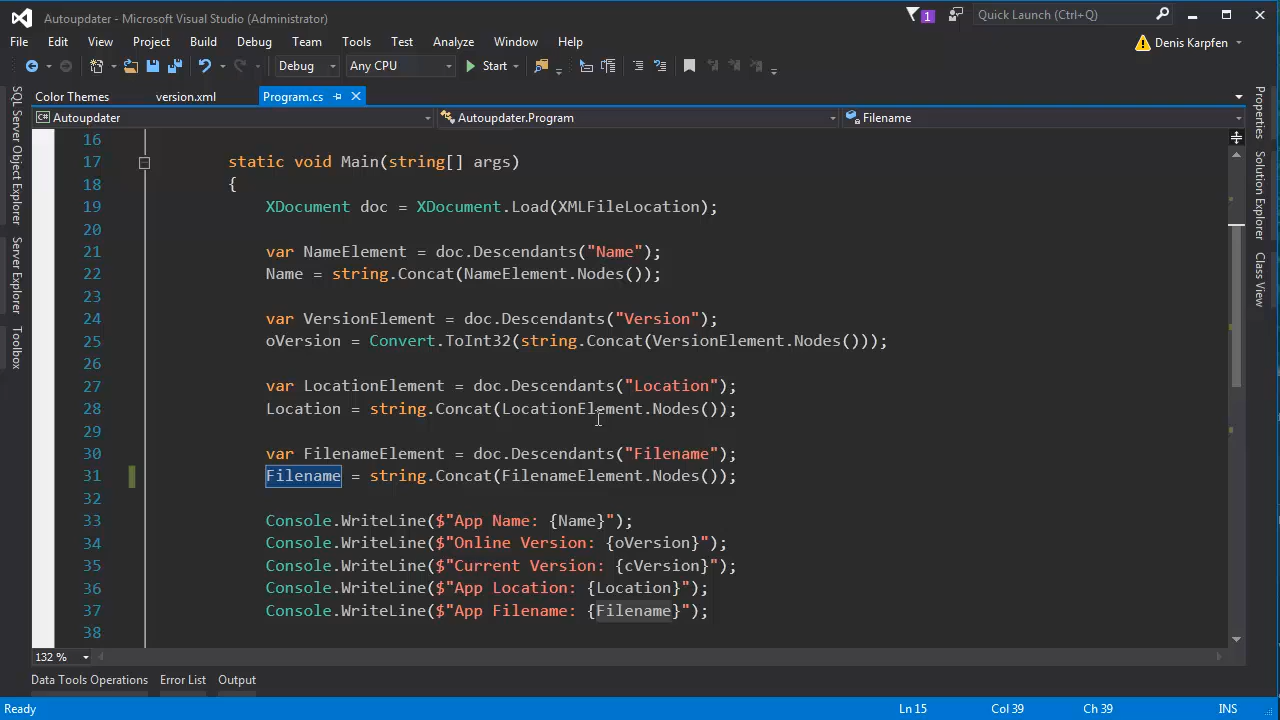 Autoupdater - Microsoft Visual Studio (Administrator)
1
Quick Launch (Ctrl+Q)
File Edit View Project Build Debug Team Tools Test Analyze Window Help
Denis Karpfen
Debug Any CPU Start
Color Themes version.xml Program.cs
C# Autoupdater Autoupdater.Program Filename
SQL Server Object Explorer
Server Explorer
Toolbox
16
17 static void Main(string[] args)
18 {
19 XDocument doc = XDocument.Load(XMLFileLocation);
20
21 var NameElement = doc.Descendants("Name");
22 Name = string.Concat(NameElement.Nodes());
23
24 var VersionElement = doc.Descendants("Version");
25 oVersion = Convert.ToInt32(string.Concat(VersionElement.Nodes()));
26
27 var LocationElement = doc.Descendants("Location");
28 Location = string.Concat(LocationElement.Nodes());
29
30 var FilenameElement = doc.Descendants("Filename");
31 Filename = string.Concat(FilenameElement.Nodes());
32
33 Console.WriteLine($"App Name: {Name}");
34 Console.WriteLine($"Online Version: {oVersion}");
35 Console.WriteLine($"Current Version: {cVersion}");
36 Console.WriteLine($"App Location: {Location}");
37 Console.WriteLine($"App Filename: {Filename}");
38
Properties
Solution Explorer
Class View
132 %
Data Tools Operations Error List Output
Ready Ln 15 Col 39 Ch 39 INS